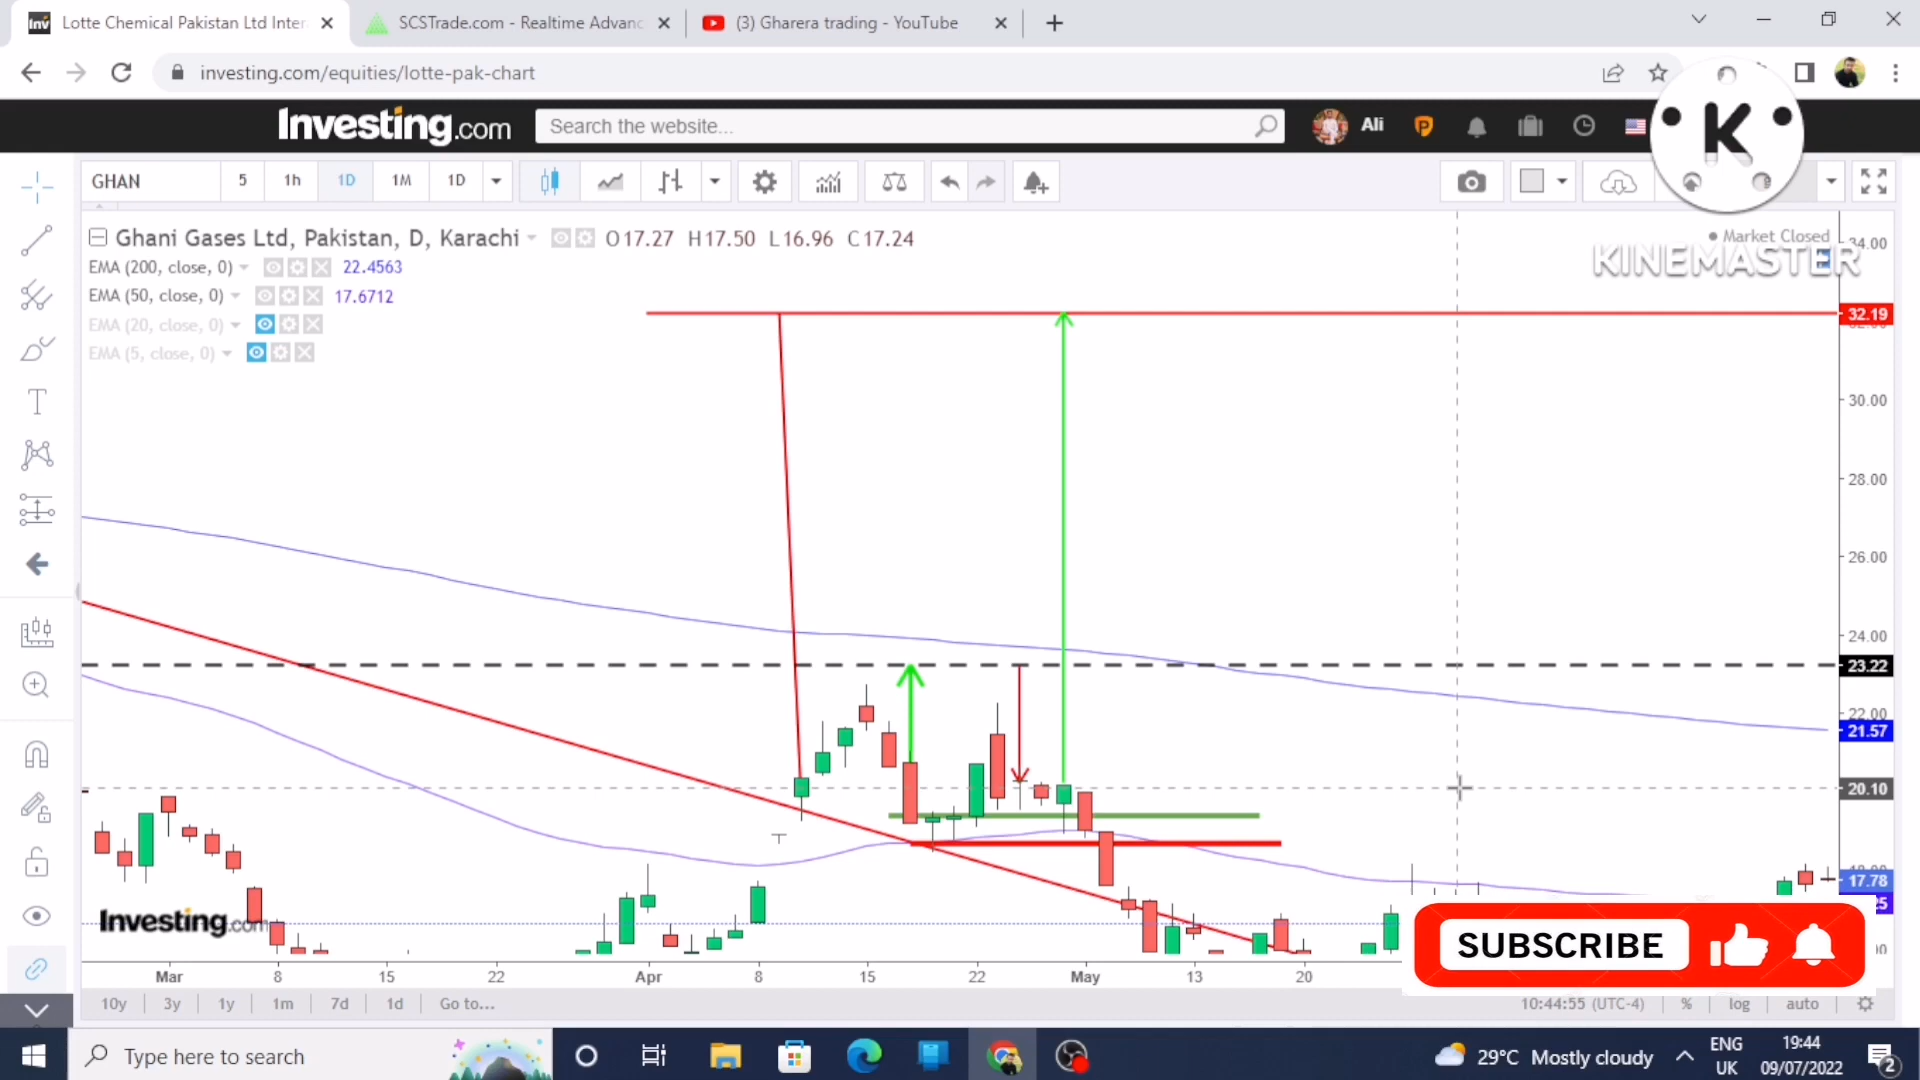 Lotte Chemical Pakistan Ltd Inter
SCSTrade.com - Realtime Advanc
(3) Gharera trading - YouTube
investing.com/equities/lotte-pak-chart
Investing.com
Search the website...
Ali
K
GHAN
5
1h
1D
1M
1D
Ghani Gases Ltd, Pakistan, D, Karachi
O17.27 H17.50 L16.96 C17.24
Market Closed
KINEMASTER
EMA (200, close, 0)
22.4563
EMA (50, close, 0)
17.6712
EMA (20, close, 0)
EMA (5, close, 0)
34.00
32.19
30.00
28.00
26.00
24.00
23.22
22.00
21.57
20.10
17.78
Investing.com
SUBSCRIBE
Mar 8 15 22 Apr 8 15 22 May 13 20
10y 3y 1y 1m 7d 1d Go to...
10:44:55 (UTC-4) % log auto
Type here to search
29°C Mostly cloudy
ENG
UK
19:44
09/07/2022
2